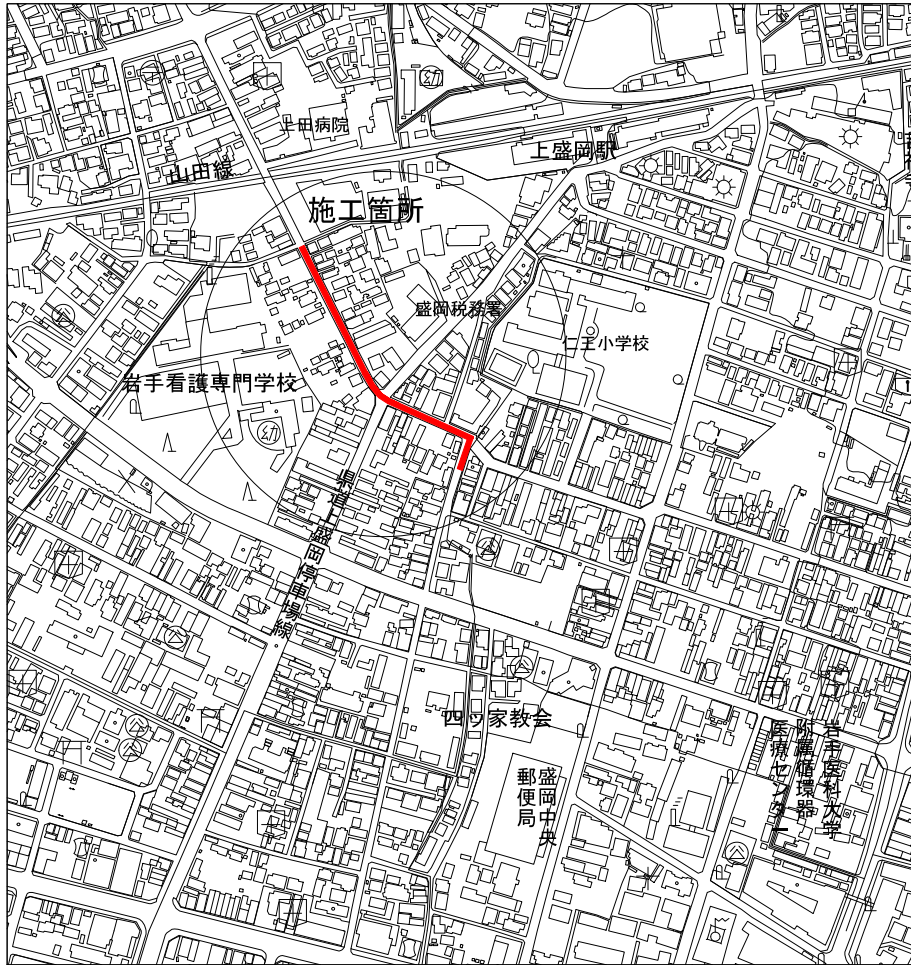 上田病院
上盛岡駅
山田線
施工箇所
盛岡税務署
仁王小学校
岩手看護専門学校
幼
幼
県道 盛岡停車場線
四ッ家教会
盛岡中央
郵便局
岩手医科大学
附属循環器
医療センター